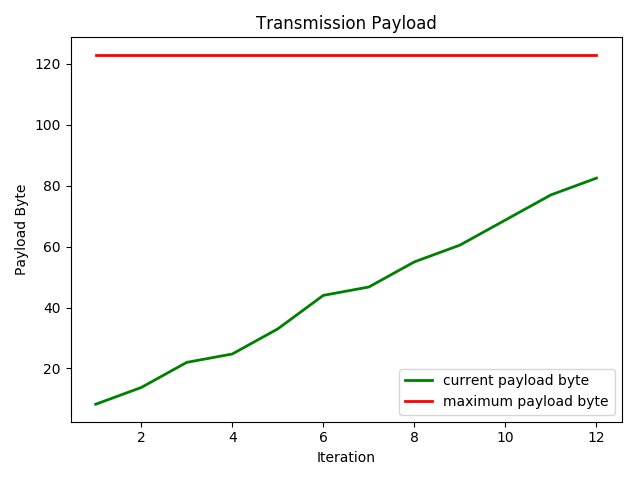 Transmission Payload
120
100
80
60
40
20
Payload Byte
current payload byte
maximum payload byte
2 4 6 8 10 12
Iteration